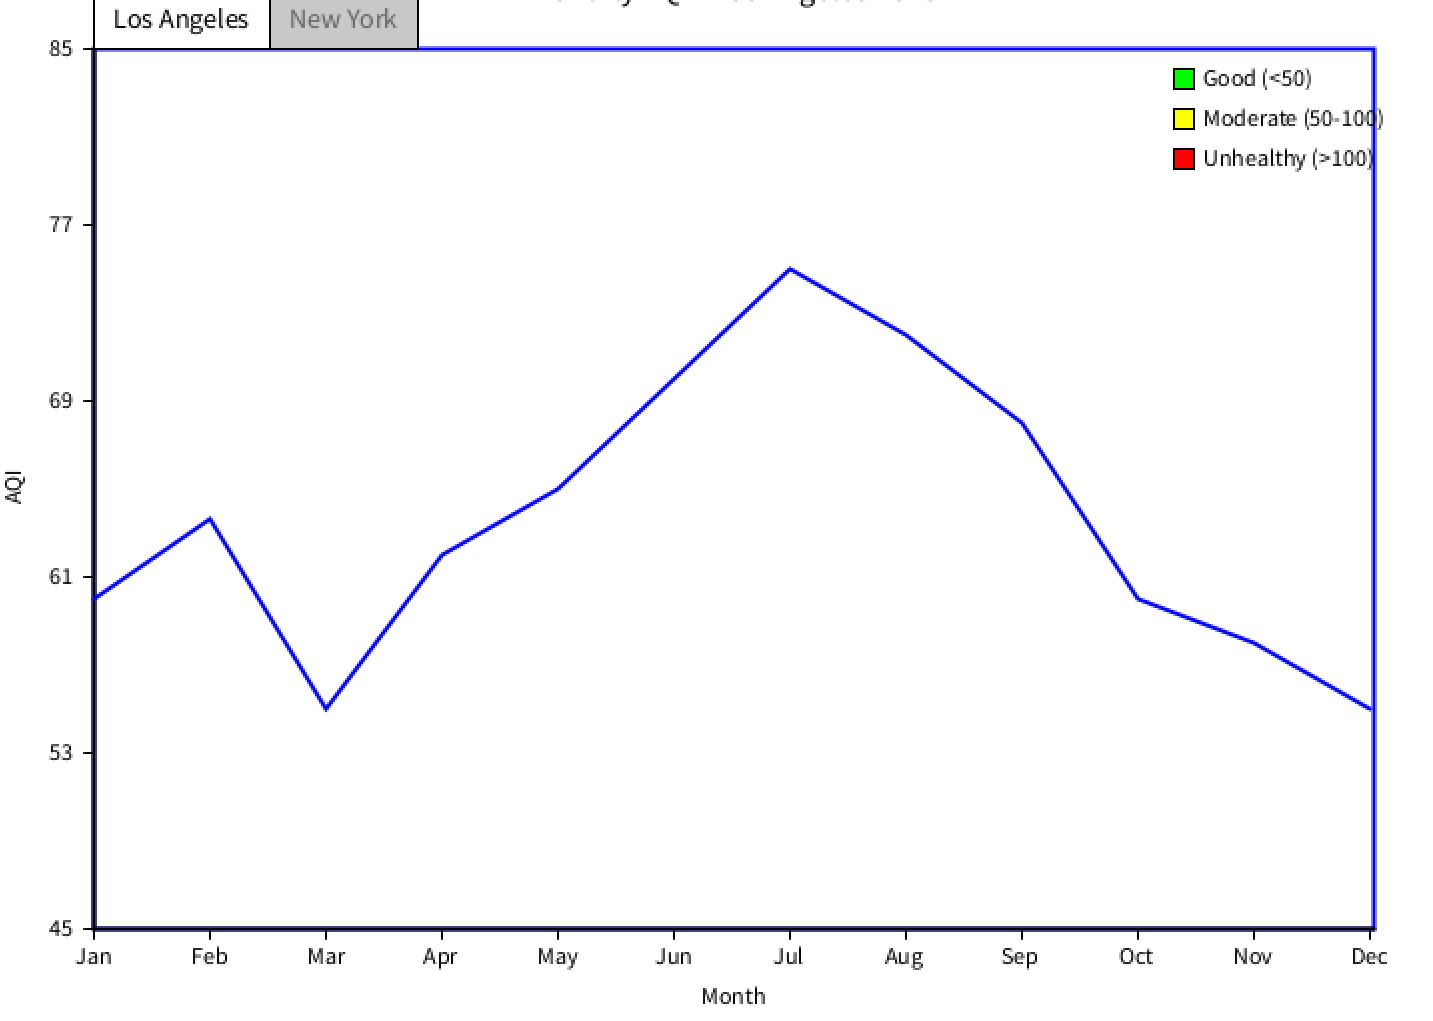 Los Angeles
New York
85
Good (<50)
Moderate (50-100)
Unhealthy (>100)
77
69
AQI
61
53
45
Jan Feb Mar Apr May Jun Jul Aug Sep Oct Nov Dec
Month